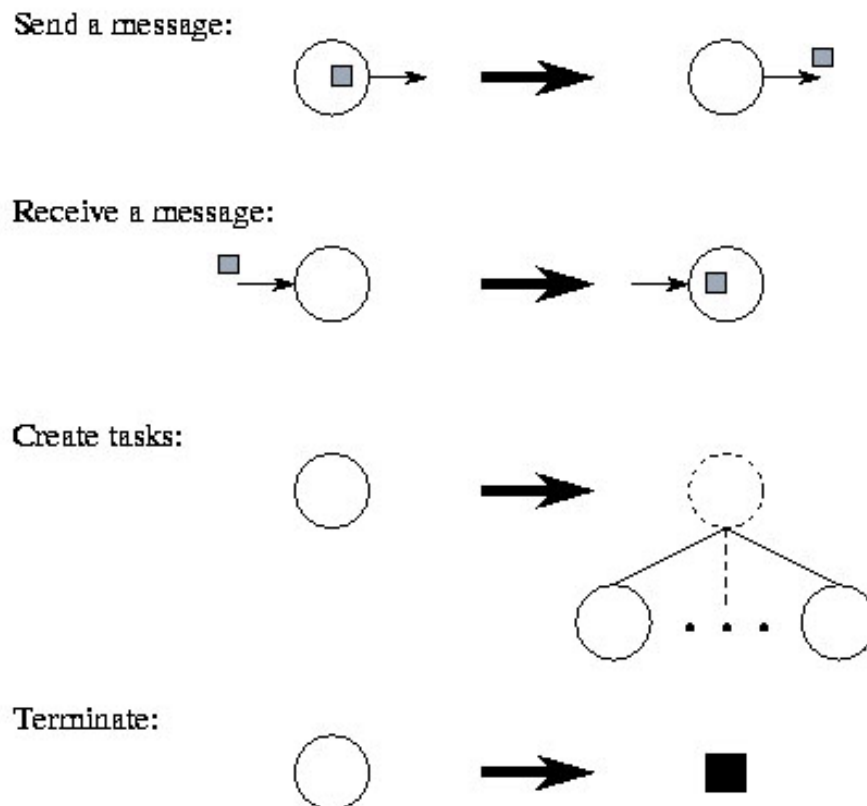 Send a message:
Receive a message:
Create tasks:
Terminate: